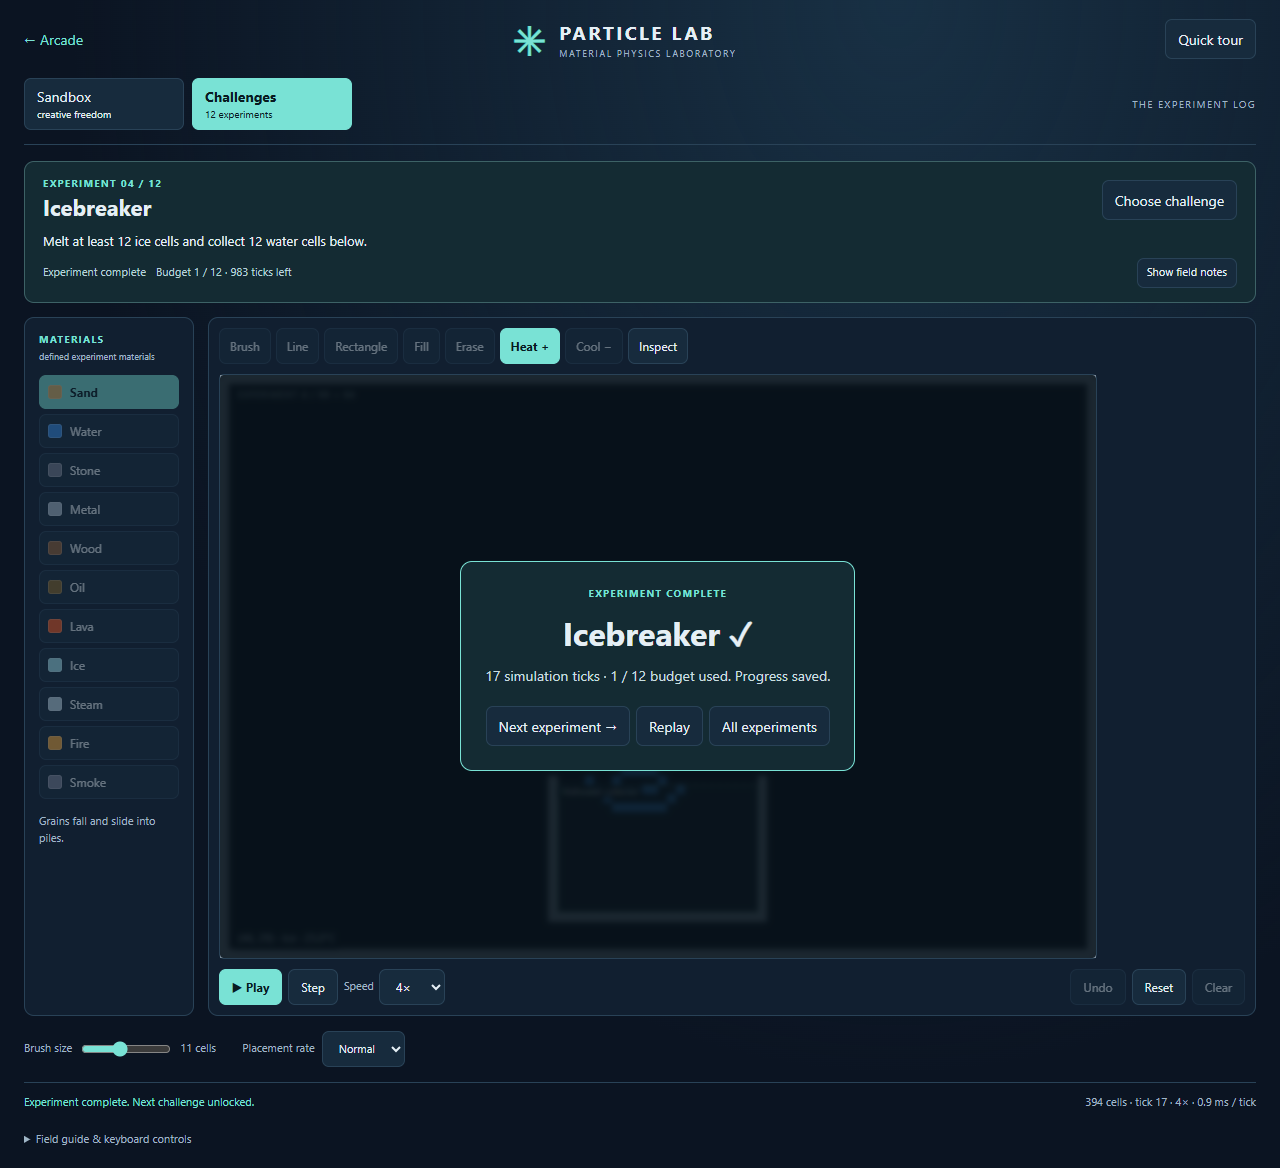 ← Arcade
PARTICLE LAB
MATERIAL PHYSICS LABORATORY
Quick tour
Sandbox
creative freedom
Challenges
12 experiments
THE EXPERIMENT LOG
EXPERIMENT 04 / 12
Icebreaker
Choose challenge
Melt at least 12 ice cells and collect 12 water cells below.
Experiment complete Budget 1 / 12 · 983 ticks left
Show field notes
MATERIALS
defined experiment materials
Sand
Water
Stone
Metal
Wood
Oil
Lava
Ice
Steam
Fire
Smoke
Grains fall and slide into
piles.
Brush Line Rectangle Fill Erase Heat + Cool − Inspect
EXPERIMENT COMPLETE
Icebreaker ✓
17 simulation ticks · 1 / 12 budget used. Progress saved.
Next experiment → Replay All experiments
▶ Play Step Speed 4× Undo Reset Clear
Brush size 11 cells Placement rate Normal
Experiment complete. Next challenge unlocked.
394 cells · tick 17 · 4× · 0.9 ms / tick
▶ Field guide & keyboard controls